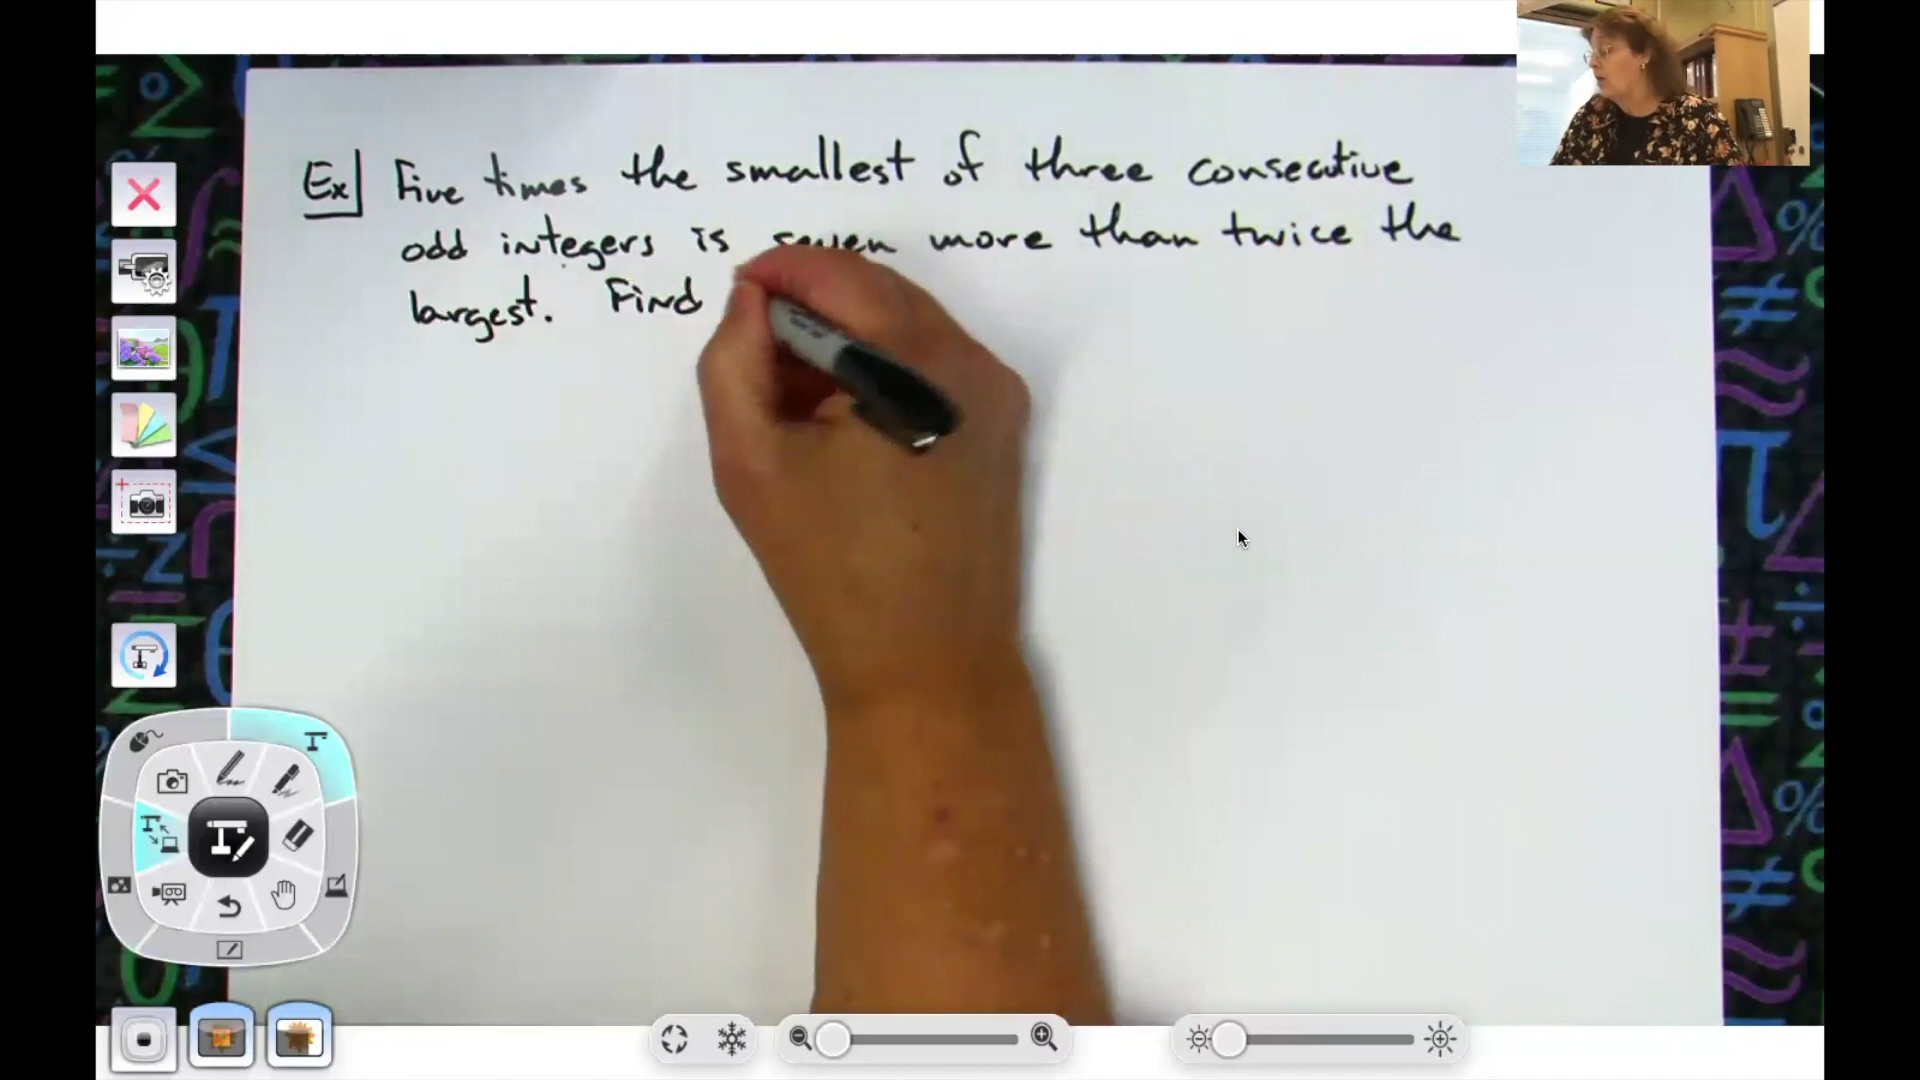 Ex Five times the smallest of three consecutive
odd integers is seven more than twice the
largest. Find